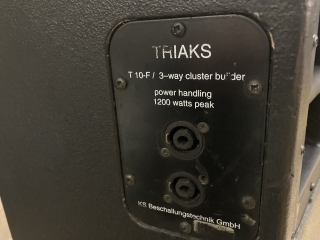 TRIAKS
T 10-F / 3-way cluster builder
power handling
1200 watts peak
KS Beschallungstechnik GmbH